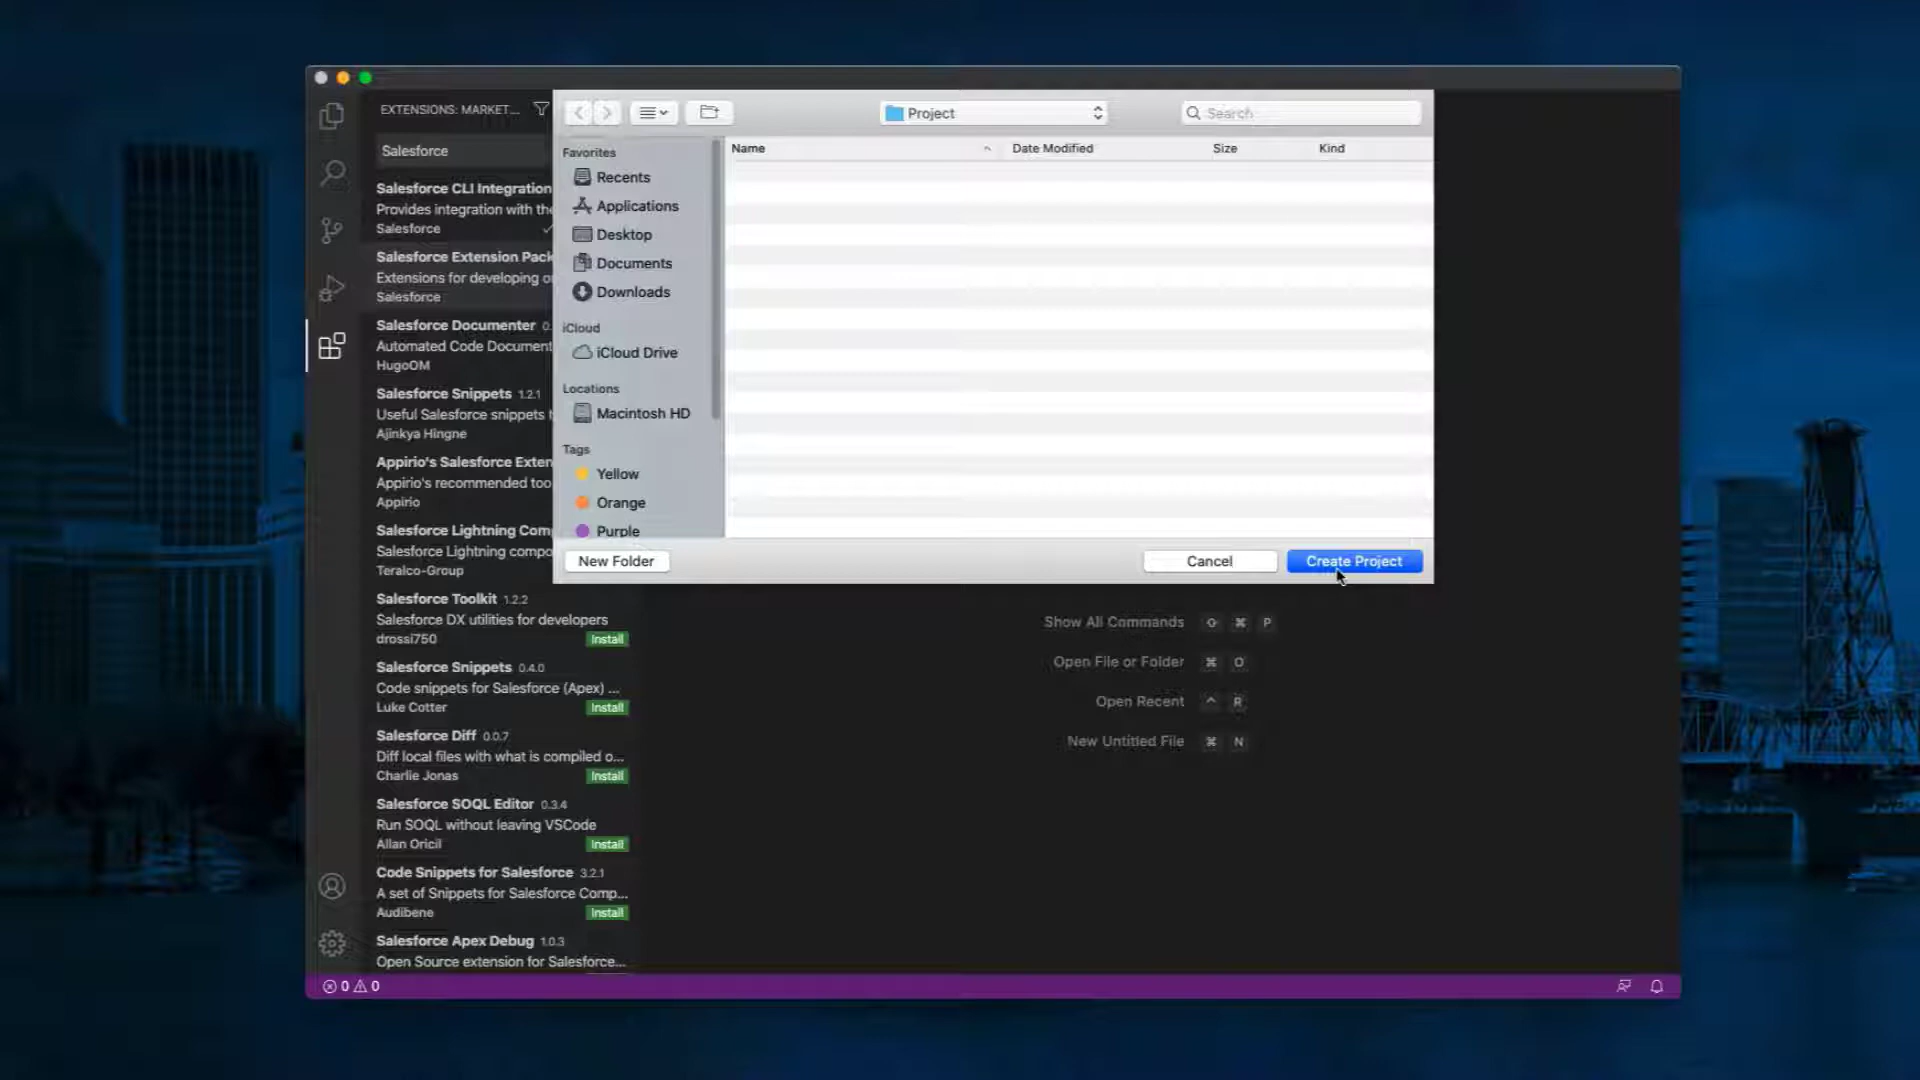 EXTENSIONS: MARKET...
Salesforce
Salesforce CLI Integration
Provides integration with the
Salesforce
Salesforce Extension Pack
Extensions for developing o
Salesforce
Salesforce Documenter 0.
Automated Code Document
HugoOM
Salesforce Snippets 1.2.1
Useful Salesforce snippets
Ajinkya Hingne
Appirio's Salesforce Exten
Appirio's recommended too
Appirio
Salesforce Lightning Com
Salesforce Lightning compo
Teralco-Group
Salesforce Toolkit 1.2.2
Salesforce DX utilities for developers
drossi750 Install
Salesforce Snippets 0.4.0
Code snippets for Salesforce (Apex) ...
Luke Cotter Install
Salesforce Diff 0.0.7
Diff local files with what is compiled o...
Charlie Jonas Install
Salesforce SOQL Editor 0.3.4
Run SOQL without leaving VSCode
Allan Oricil Install
Code Snippets for Salesforce 3.2.1
A set of Snippets for Salesforce Comp...
Audibene Install
Salesforce Apex Debug 1.0.3
Open Source extension for Salesforce...
0 0
Project
Search
Favorites
Recents
Applications
Desktop
Documents
Downloads
iCloud
iCloud Drive
Locations
Macintosh HD
Tags
Yellow
Orange
Purple
Name Date Modified Size Kind
New Folder Cancel Create Project
Show All Commands ⇧ ⌘ P
Open File or Folder ⌘ O
Open Recent ^ R
New Untitled File ⌘ N